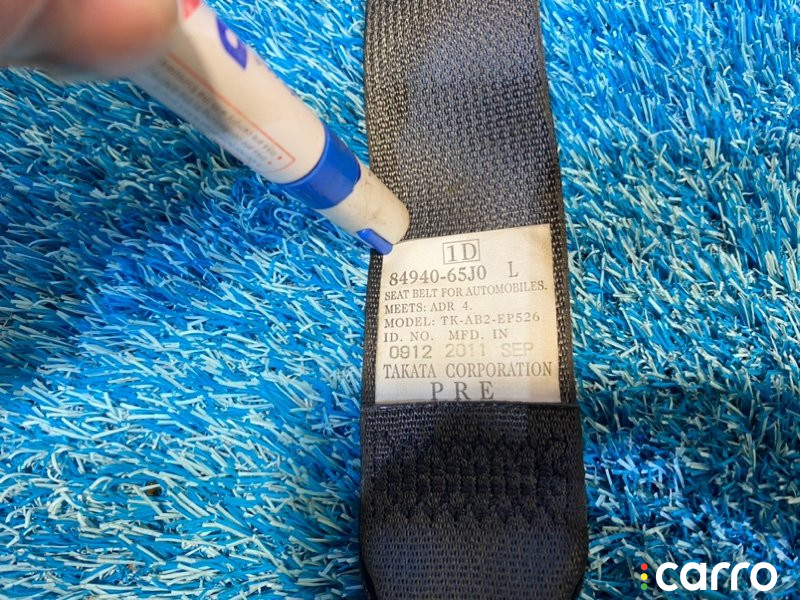 1D
84940-65J0 L
SEAT BELT FOR AUTOMOBILES.
MEETS: ADR 4.
MODEL: TK-AB2-EP526
ID. NO. MFD. IN
0912 2011 SEP
TAKATA CORPORATION
PRE
carro